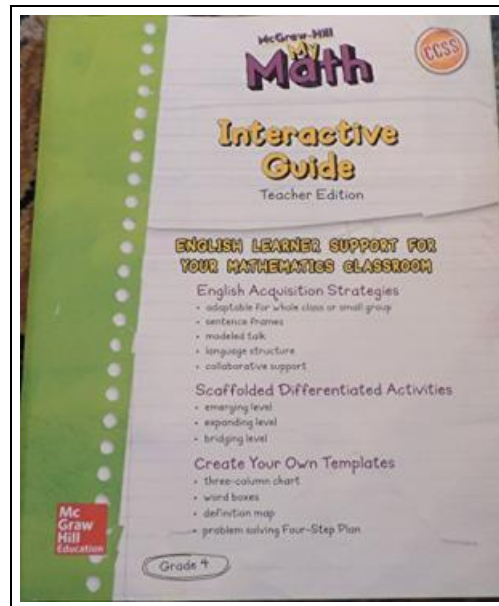 McGraw-Hill
My
Math
CCSS
Interactive
Guide
Teacher Edition
ENGLISH LEARNER SUPPORT FOR
YOUR MATHEMATICS CLASSROOM
English Acquisition Strategies
• adaptable for whole class or small group
• sentence frames
• modeled talk
• language structure
• collaborative support
Scaffolded Differentiated Activities
• emerging level
• expanding level
• bridging level
Create Your Own Templates
• three-column chart
• word boxes
• definition map
• problem solving Four-Step Plan
Mc
Graw
Hill
Education
Grade 4